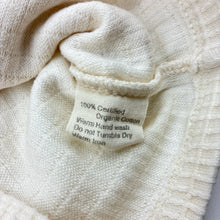 100% Certified
Organic Cotton
Warm Hand wash
Do not Tumble Dry
Warm Iron